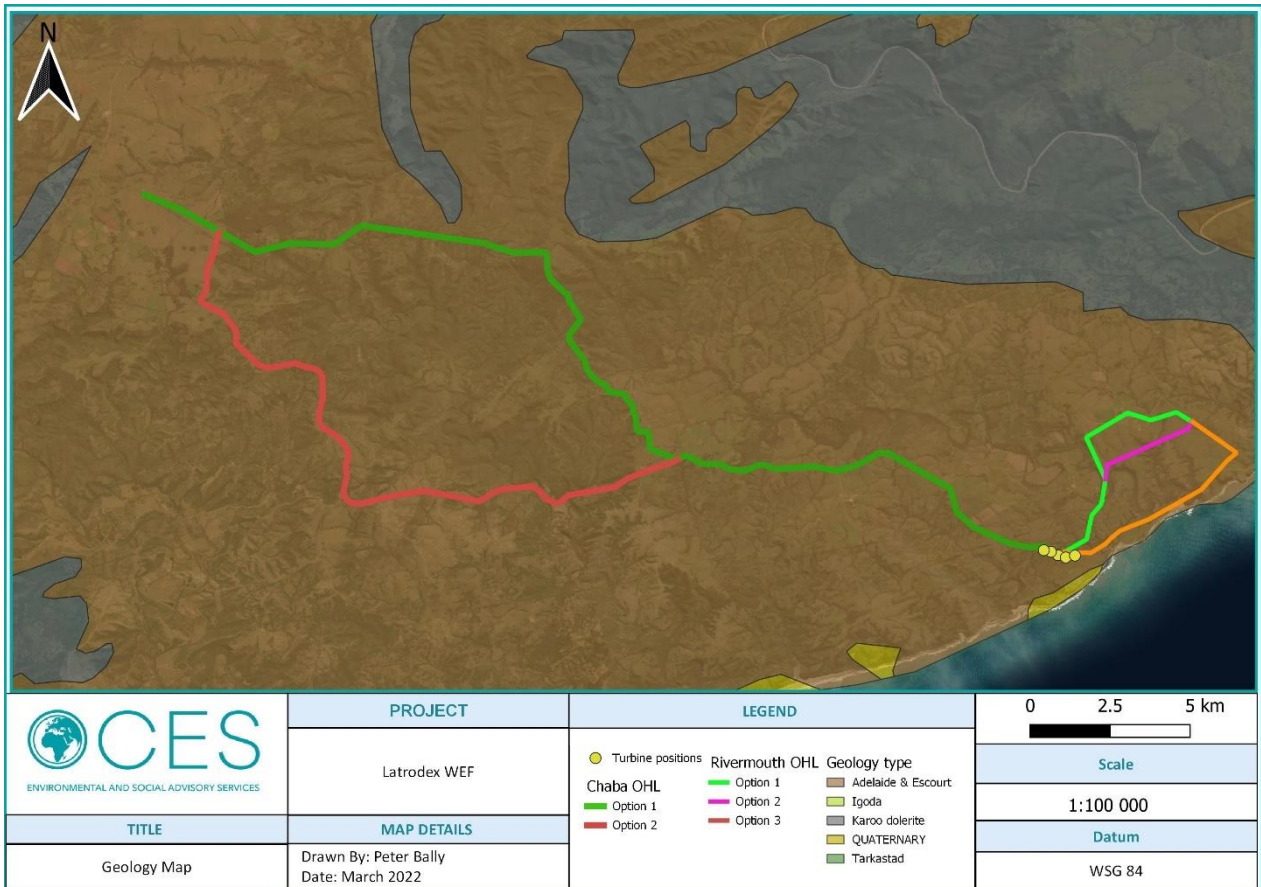 N
CES
ENVIRONMENTAL AND SOCIAL ADVISORY SERVICES
TITLE
Geology Map
PROJECT
Latrodex WEF
MAP DETAILS
Drawn By: Peter Bally
Date: March 2022
LEGEND
Turbine positions
Chaba OHL
Option 1
Option 2
Rivermouth OHL
Option 1
Option 2
Option 3
Geology type
Adelaide & Escourt
Igoda
Karoo dolerite
QUATERNARY
Tarkastad
0 2.5 5 km
Scale
1:100 000
Datum
WSG 84